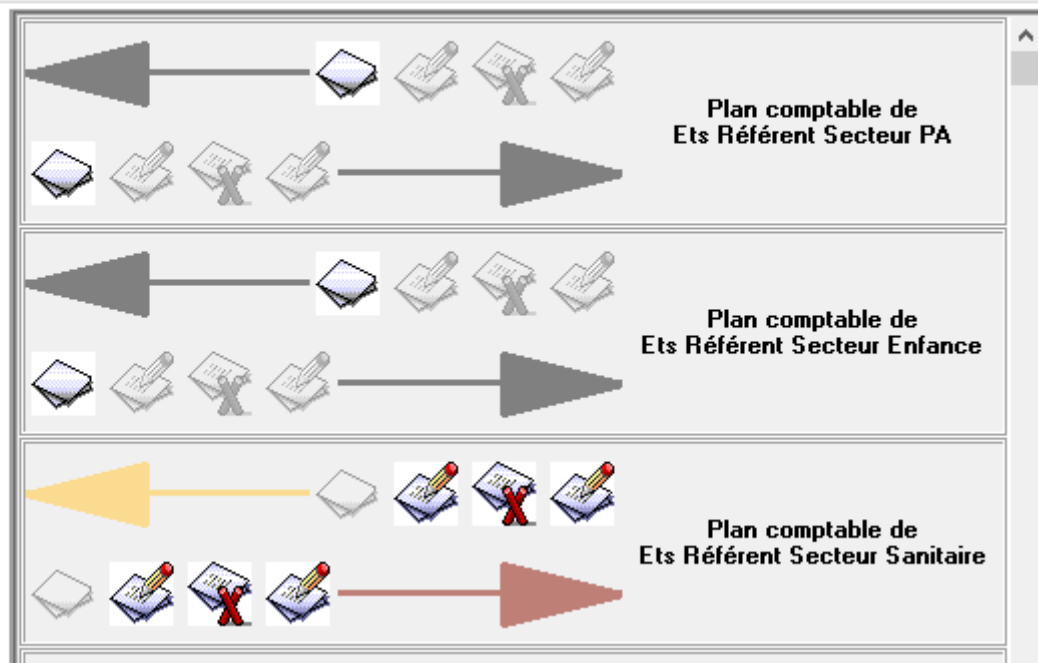 Plan comptable de
Ets Référent Secteur PA
Plan comptable de
Ets Référent Secteur Enfance
Plan comptable de
Ets Référent Secteur Sanitaire